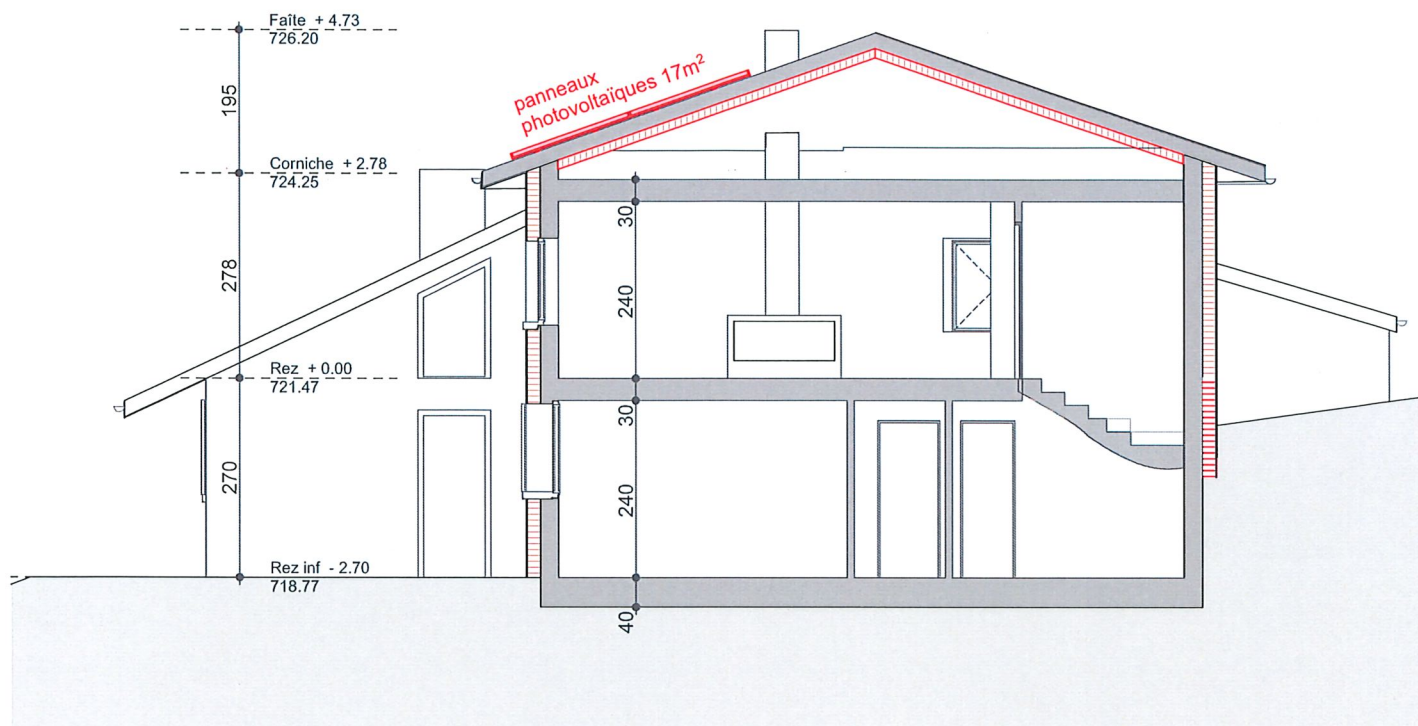 Faîte + 4.73
726.20
panneaux
photovoltaïques 17m²
195
Corniche + 2.78
724.25
30
278
240
Rez + 0.00
721.47
30
270
240
Rez inf - 2.70
718.77
40